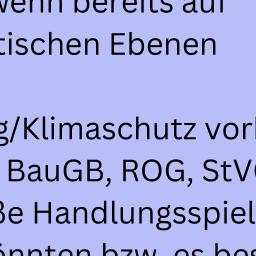 wenn bereits auf
tischen Ebenen
g/Klimaschutz vor
BauGB, ROG, StV
ße Handlungsspiel
önnten bzw. es bes